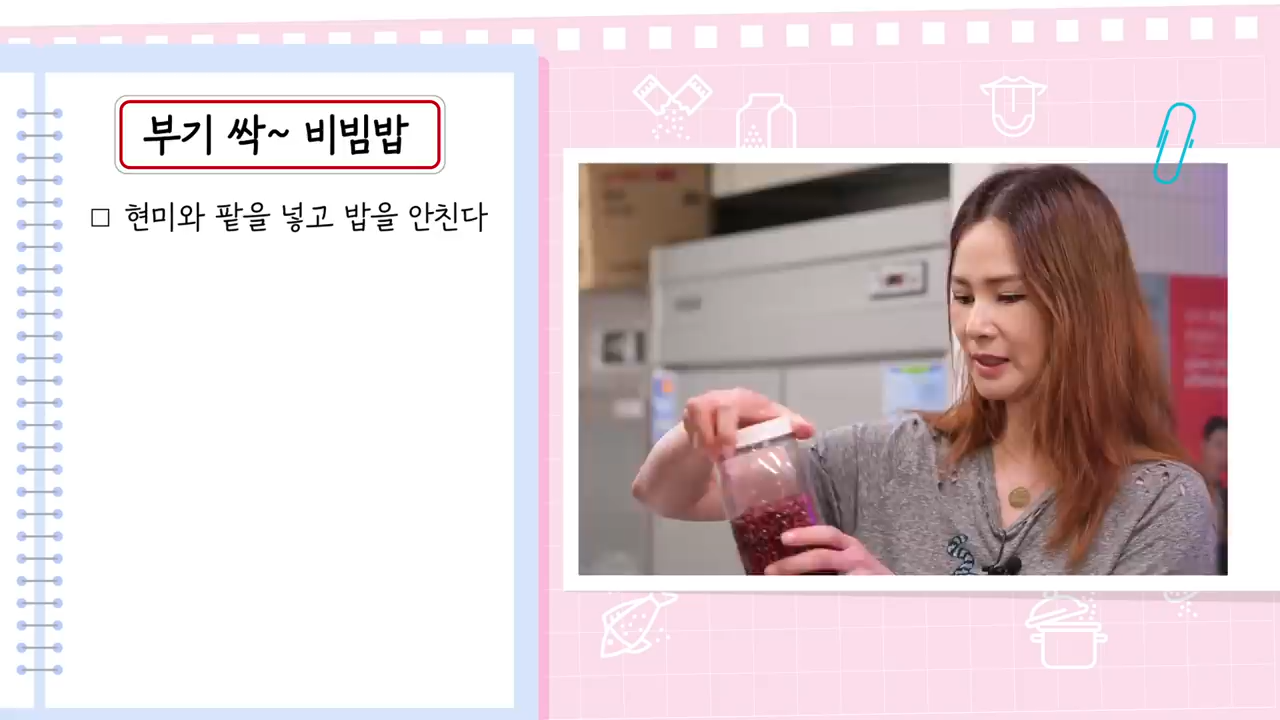 부기 싹~ 비빔밥
□ 현미와 팥을 넣고 밥을 안친다